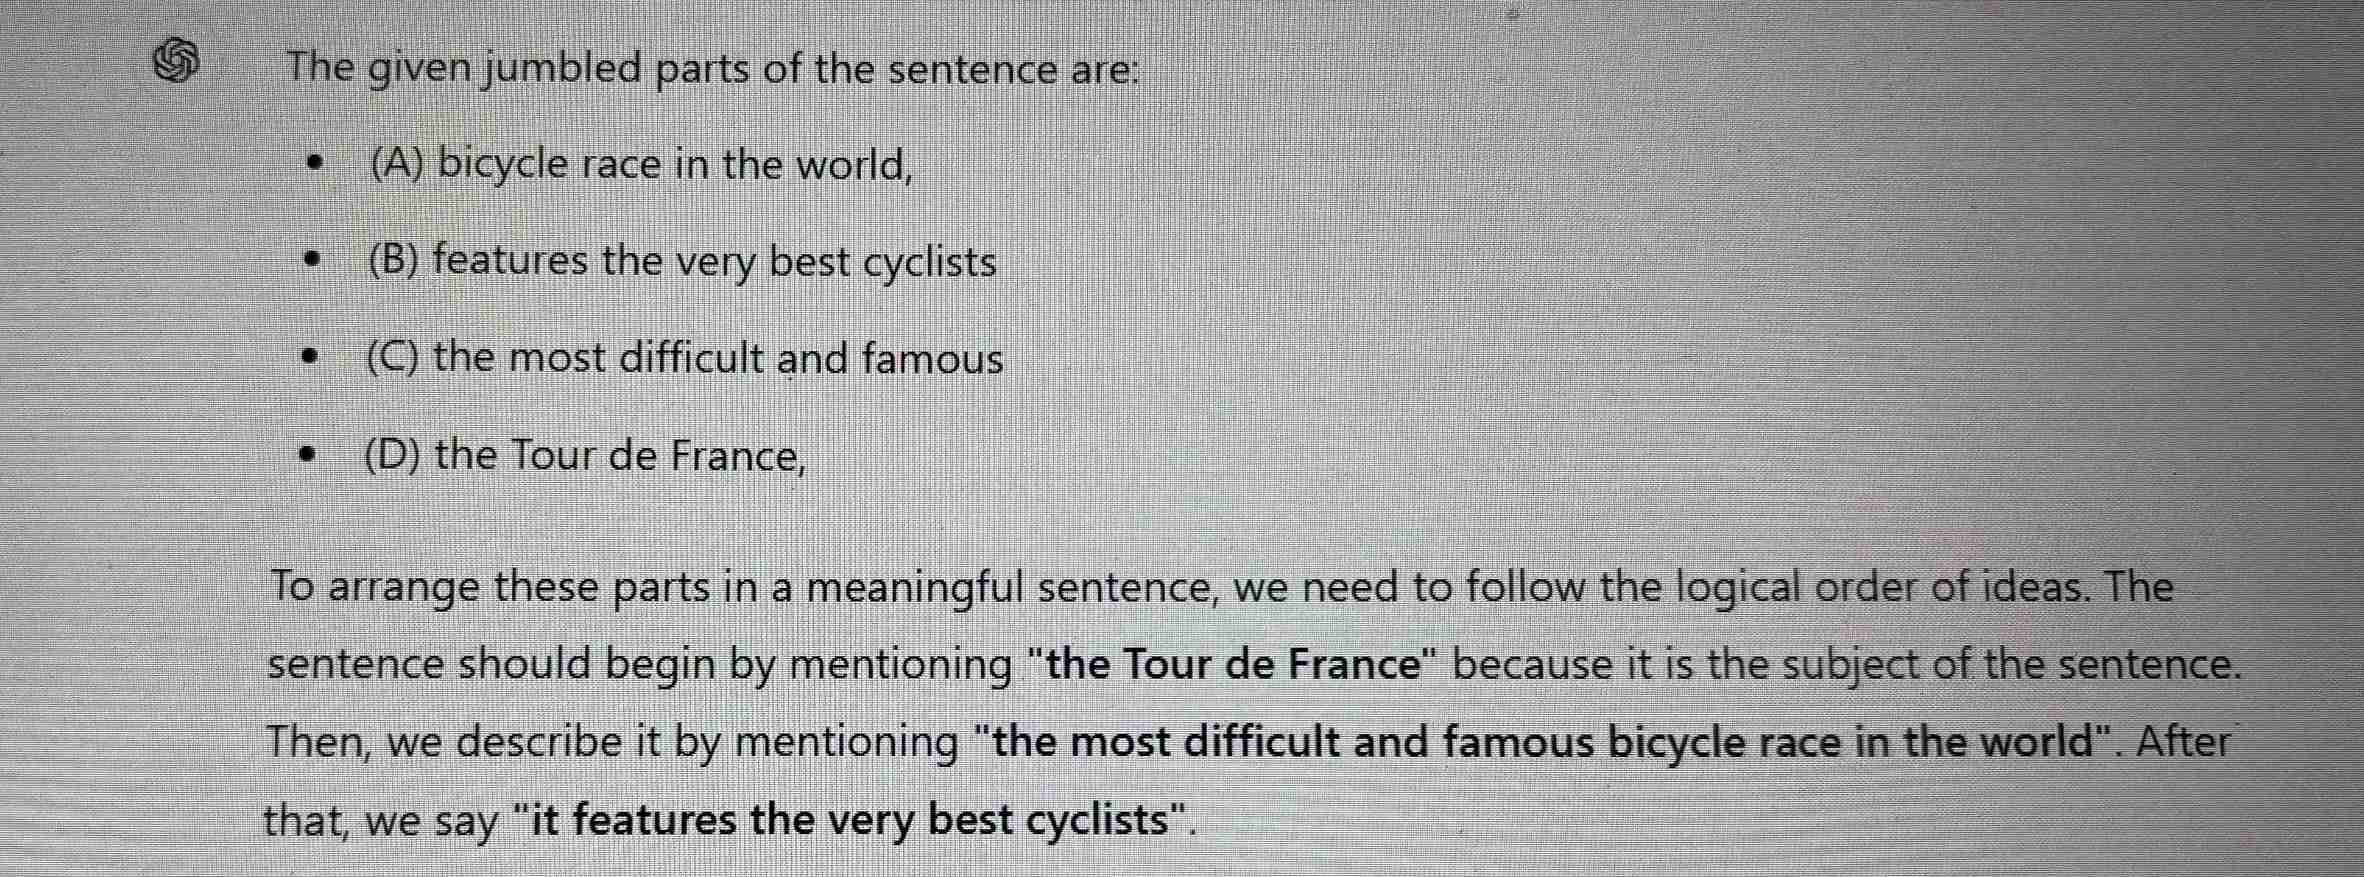 The given jumbled parts of the sentence are:
• (A) bicycle race in the world,
• (B) features the very best cyclists
• (C) the most difficult and famous
• (D) the Tour de France,
To arrange these parts in a meaningful sentence, we need to follow the logical order of ideas. The
sentence should begin by mentioning "the Tour de France" because it is the subject of the sentence.
Then, we describe it by mentioning "the most difficult and famous bicycle race in the world". After
that, we say "it features the very best cyclists".